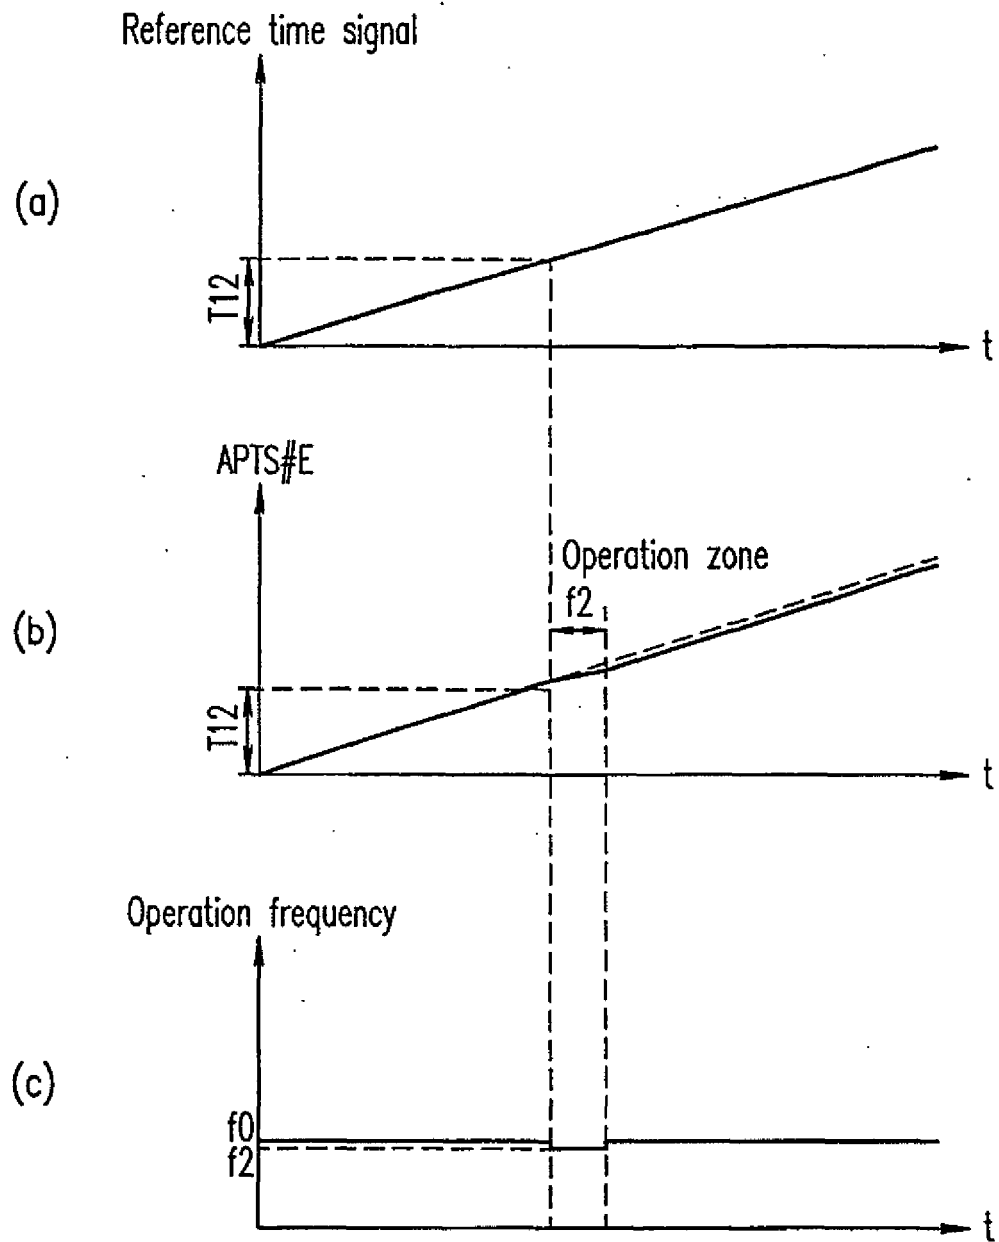 Reference time signal
(a)
T12
t
APTS#E
Operation zone
f2
(b)
T12
t
Operation frequency
(c)
f0
f2
t